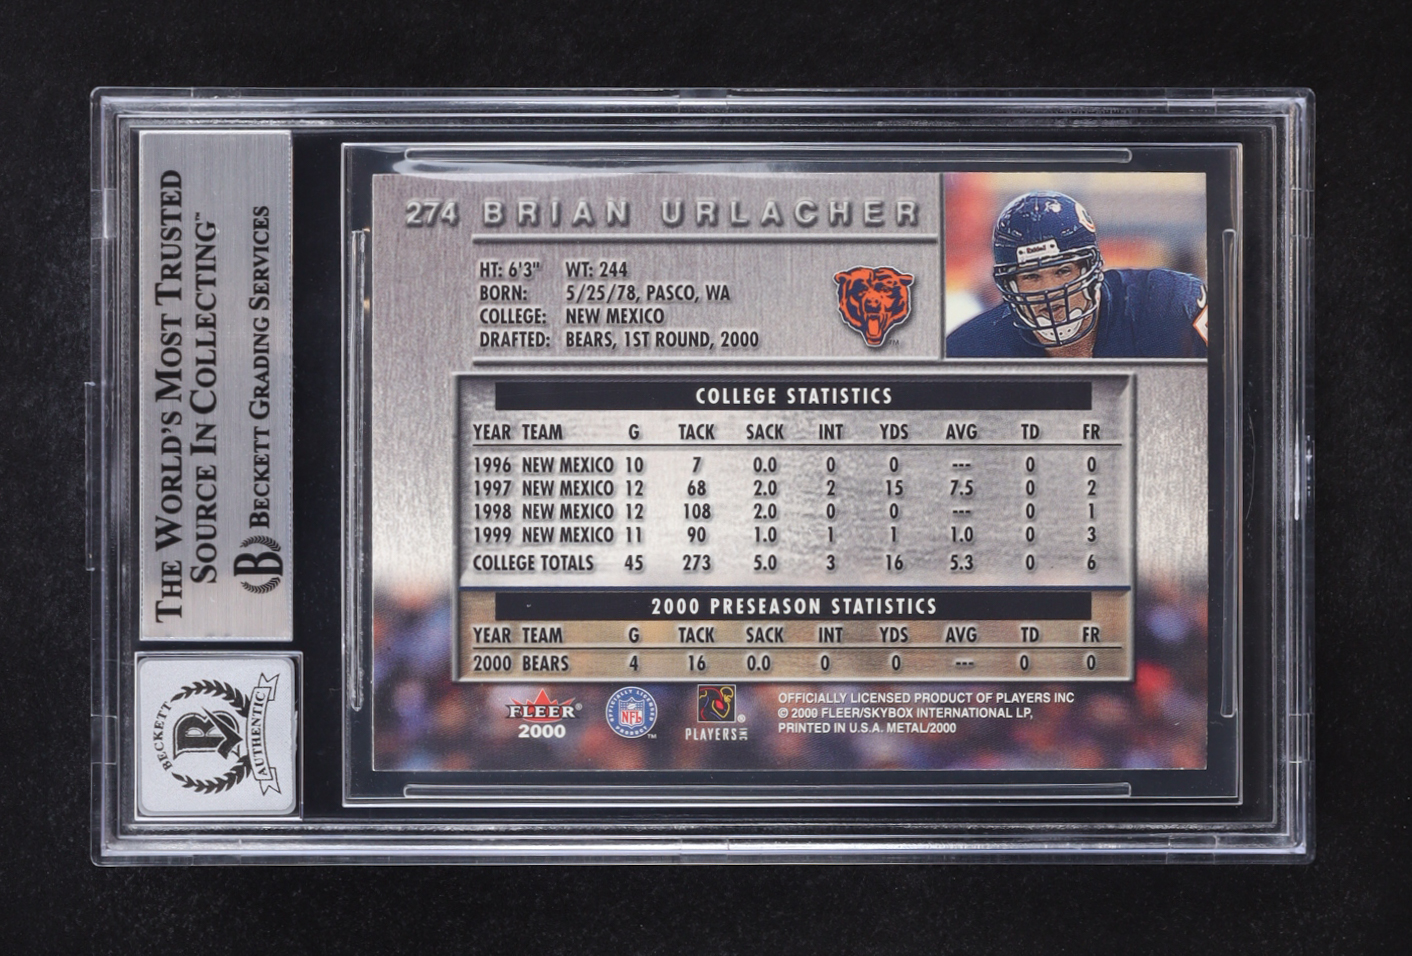 THE WORLD'S MOST TRUSTED
SOURCE IN COLLECTING™
BECKETT GRADING SERVICES
BECKETT
B
AUTHENTIC
274 BRIAN URLACHER
HT: 6'3" WT: 244
BORN: 5/25/78, PASCO, WA
COLLEGE: NEW MEXICO
DRAFTED: BEARS, 1ST ROUND, 2000
Riddell
COLLEGE STATISTICS
YEAR TEAM G TACK SACK INT YDS AVG TD FR
1996 NEW MEXICO 10 7 0.0 0 0 --- 0 0
1997 NEW MEXICO 12 68 2.0 2 15 7.5 0 2
1998 NEW MEXICO 12 108 2.0 0 0 --- 0 1
1999 NEW MEXICO 11 90 1.0 1 1 1.0 0 3
COLLEGE TOTALS 45 273 5.0 3 16 5.3 0 6
2000 PRESEASON STATISTICS
YEAR TEAM G TACK SACK INT YDS AVG TD FR
2000 BEARS 4 16 0.0 0 0 --- 0 0
FLEER®
2000
OFFICIALLY LICENSED
NFL
PRODUCT
™
PLAYERS INC
®
OFFICIALLY LICENSED PRODUCT OF PLAYERS INC
© 2000 FLEER/SKYBOX INTERNATIONAL LP,
PRINTED IN U.S.A. METAL/2000